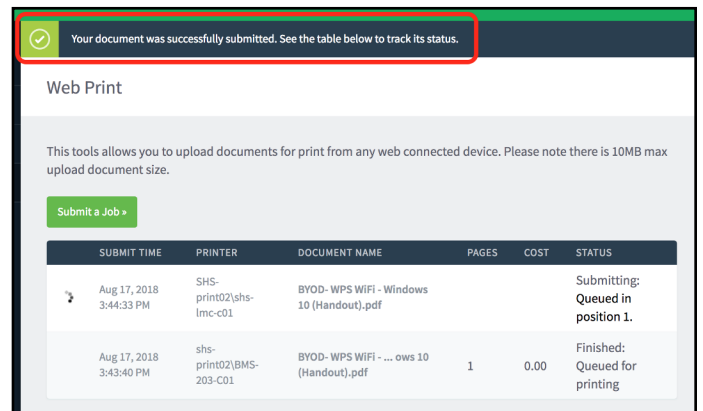 Your document was successfully submitted. See the table below to track its status.
Web Print
This tools allows you to upload documents for print from any web connected device. Please note there is 10MB max
upload document size.
Submit a Job »
SUBMIT TIME PRINTER DOCUMENT NAME PAGES COST STATUS
Aug 17, 2018
3:44:33 PM
SHS-
print02\shs-
lmc-c01
BYOD- WPS WiFi - Windows
10 (Handout).pdf
Submitting:
Queued in
position 1.
Aug 17, 2018
3:43:40 PM
shs-
print02\BMS-
203-C01
BYOD- WPS WiFi - ... ows 10
(Handout).pdf
1
0.00
Finished:
Queued for
printing